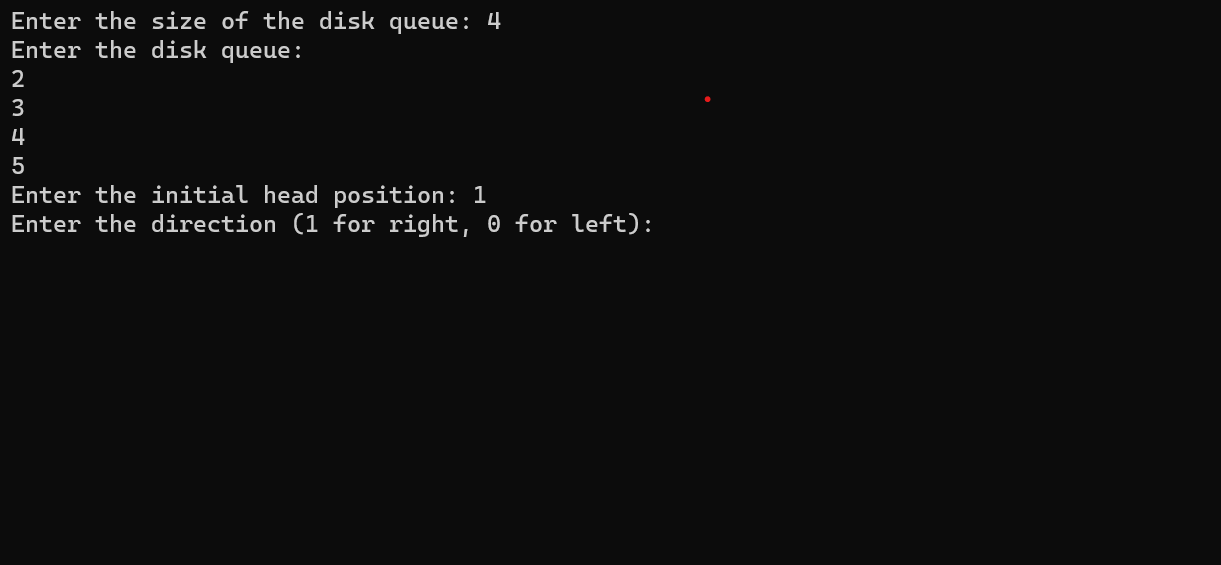 Enter the size of the disk queue: 4
Enter the disk queue:
2
3
4
5
Enter the initial head position: 1
Enter the direction (1 for right, 0 for left):